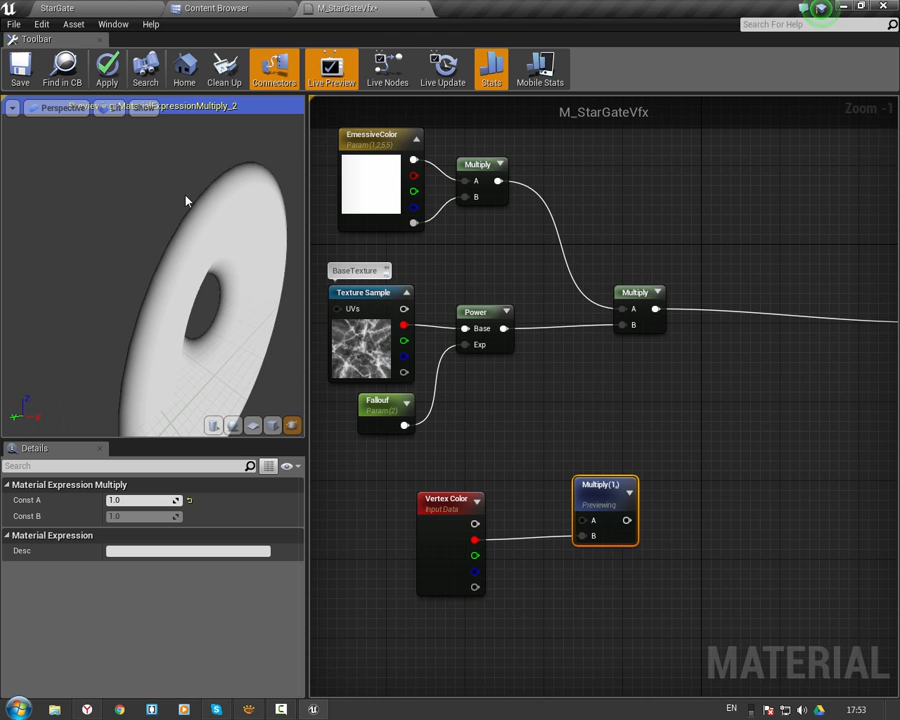 StarGate
Content Browser
M_StarGateVfx*
File Edit Asset Window Help
Search For Help
Toolbar
Save
Find in CB
Apply
Search
Home
Clean Up
Connectors
Live Preview
Live Nodes
Live Update
Stats
Mobile Stats
Perspective
M_StarGateVfx
Zoom -1
EmessiveColor
Param(1,2,5,5)
Multiply
A
B
BaseTexture
Texture Sample
UVs
Power
Base
Exp
Fallouf
Param(2)
Multiply
A
B
Vertex Color
Input Data
Multiply(1,)
Previewing
A
B
Details
Search
Material Expression Multiply
Const A 1.0
Const B 1.0
Material Expression
Desc
MATERIAL
EN
17:53